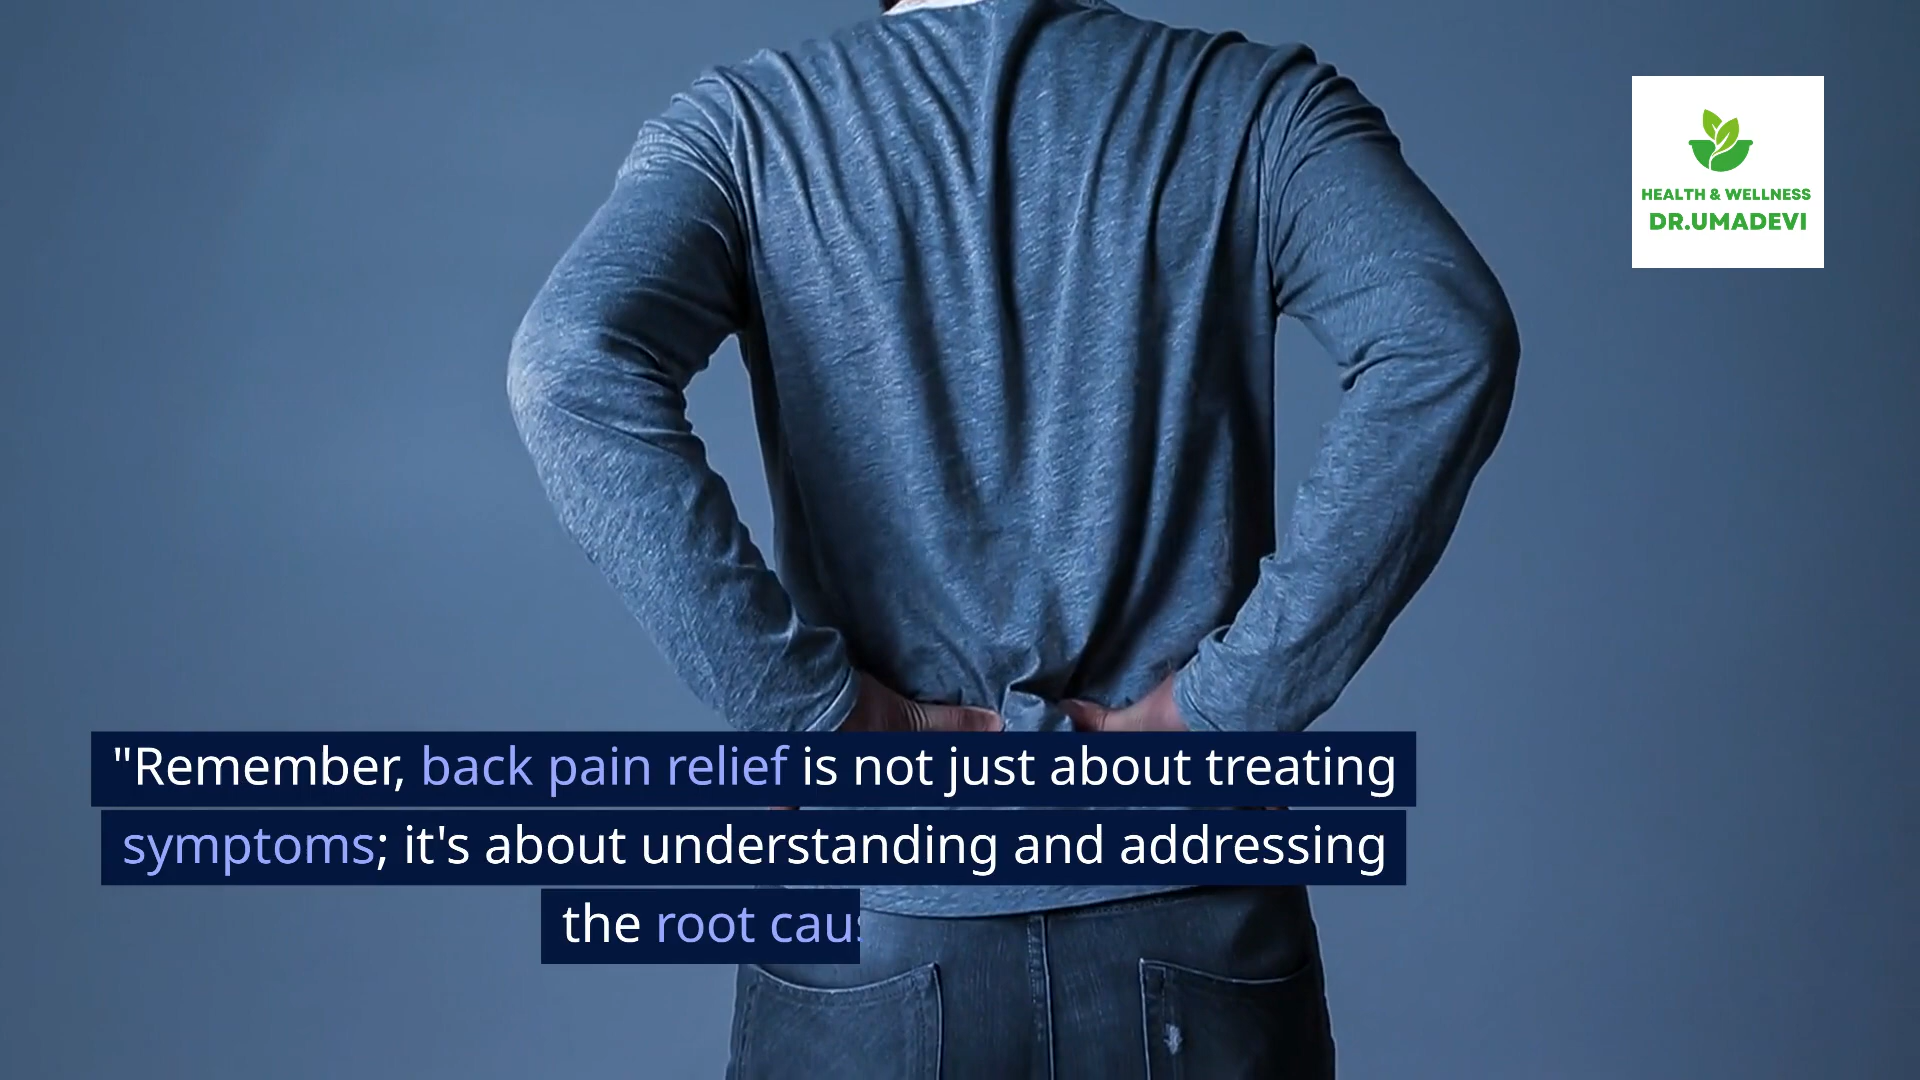 HEALTH & WELLNESS
DR.UMADEVI
"Remember, back pain relief is not just about treating
symptoms; it's about understanding and addressing
the root